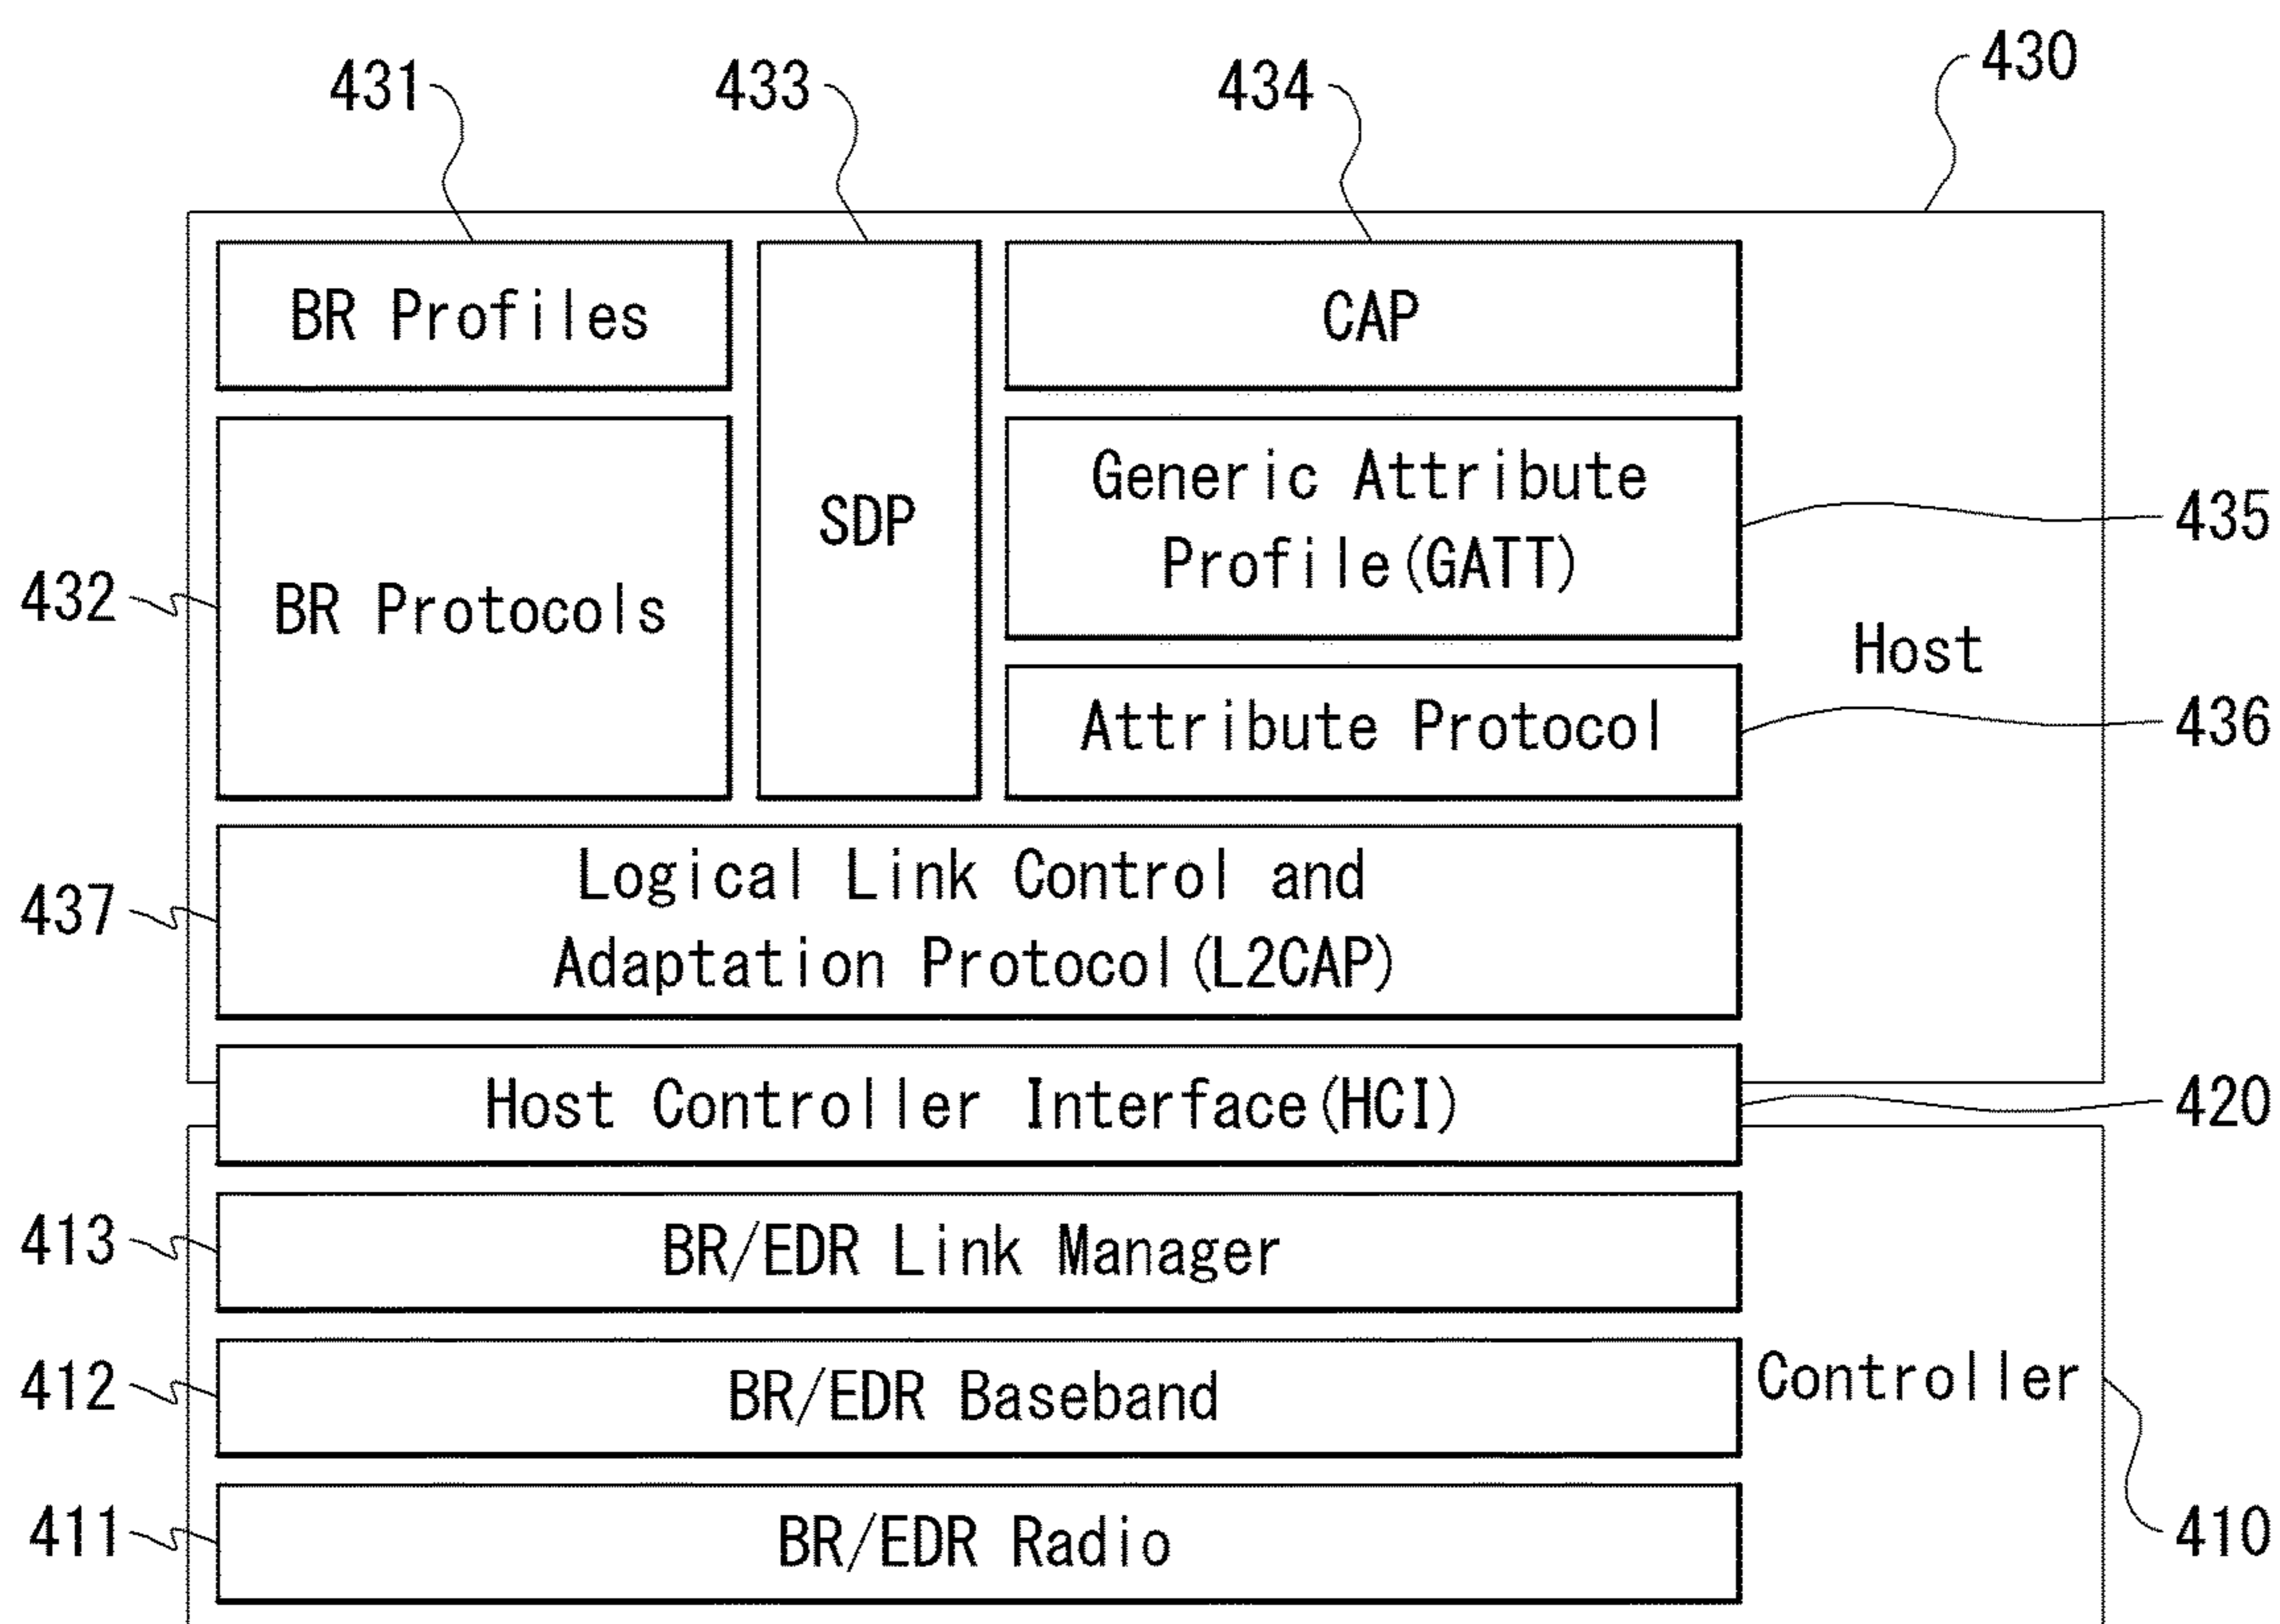 430
431
433
434
BR Profiles
CAP
SDP
Generic Attribute
Profile(GATT)
435
432
BR Protocols
Host
Attribute Protocol
436
437
Logical Link Control and
Adaptation Protocol(L2CAP)
Host Controller Interface(HCI)
420
413
BR/EDR Link Manager
412
BR/EDR Baseband
Controller
411
BR/EDR Radio
410